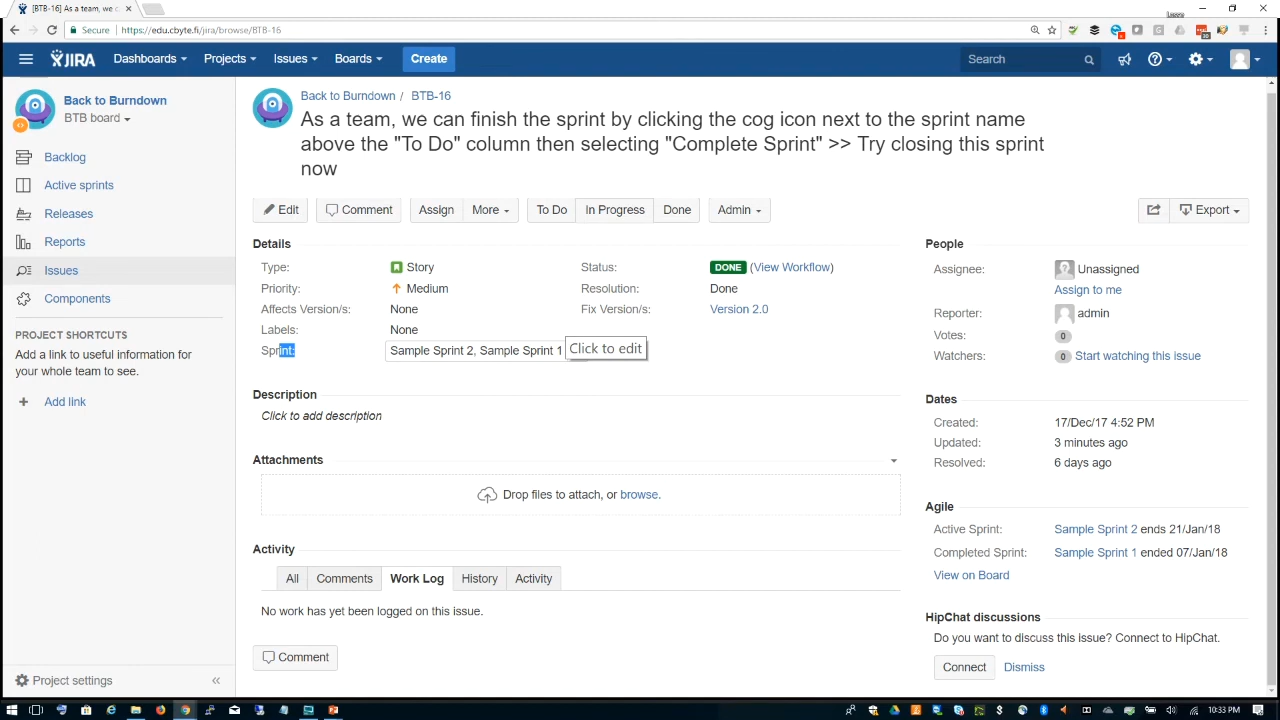 [BTB-16] As a team, we c
Secure
https://edu.cbyte.fi/jira/browse/BTB-16
JIRA
Dashboards
Projects
Issues
Boards
Create
Search
Back to Burndown
BTB board
Backlog
Active sprints
Releases
Reports
Issues
Components
PROJECT SHORTCUTS
Add a link to useful information for
your whole team to see.
+ Add link
Project settings
«
Back to Burndown / BTB-16
As a team, we can finish the sprint by clicking the cog icon next to the sprint name
above the "To Do" column then selecting "Complete Sprint" >> Try closing this sprint
now
Edit
Comment
Assign
More
To Do
In Progress
Done
Admin
Export
Details
Type: Story
Status: DONE (View Workflow)
Priority: Medium
Resolution: Done
Affects Version/s: None
Fix Version/s: Version 2.0
Labels: None
Sprint: Sample Sprint 2, Sample Sprint 1
Click to edit
Description
Click to add description
Attachments
Drop files to attach, or browse.
Activity
All
Comments
Work Log
History
Activity
No work has yet been logged on this issue.
Comment
People
Assignee: Unassigned
Assign to me
Reporter: admin
Votes: 0
Watchers: 0 Start watching this issue
Dates
Created: 17/Dec/17 4:52 PM
Updated: 3 minutes ago
Resolved: 6 days ago
Agile
Active Sprint: Sample Sprint 2 ends 21/Jan/18
Completed Sprint: Sample Sprint 1 ended 07/Jan/18
View on Board
HipChat discussions
Do you want to discuss this issue? Connect to HipChat.
Connect
Dismiss
10:33 PM